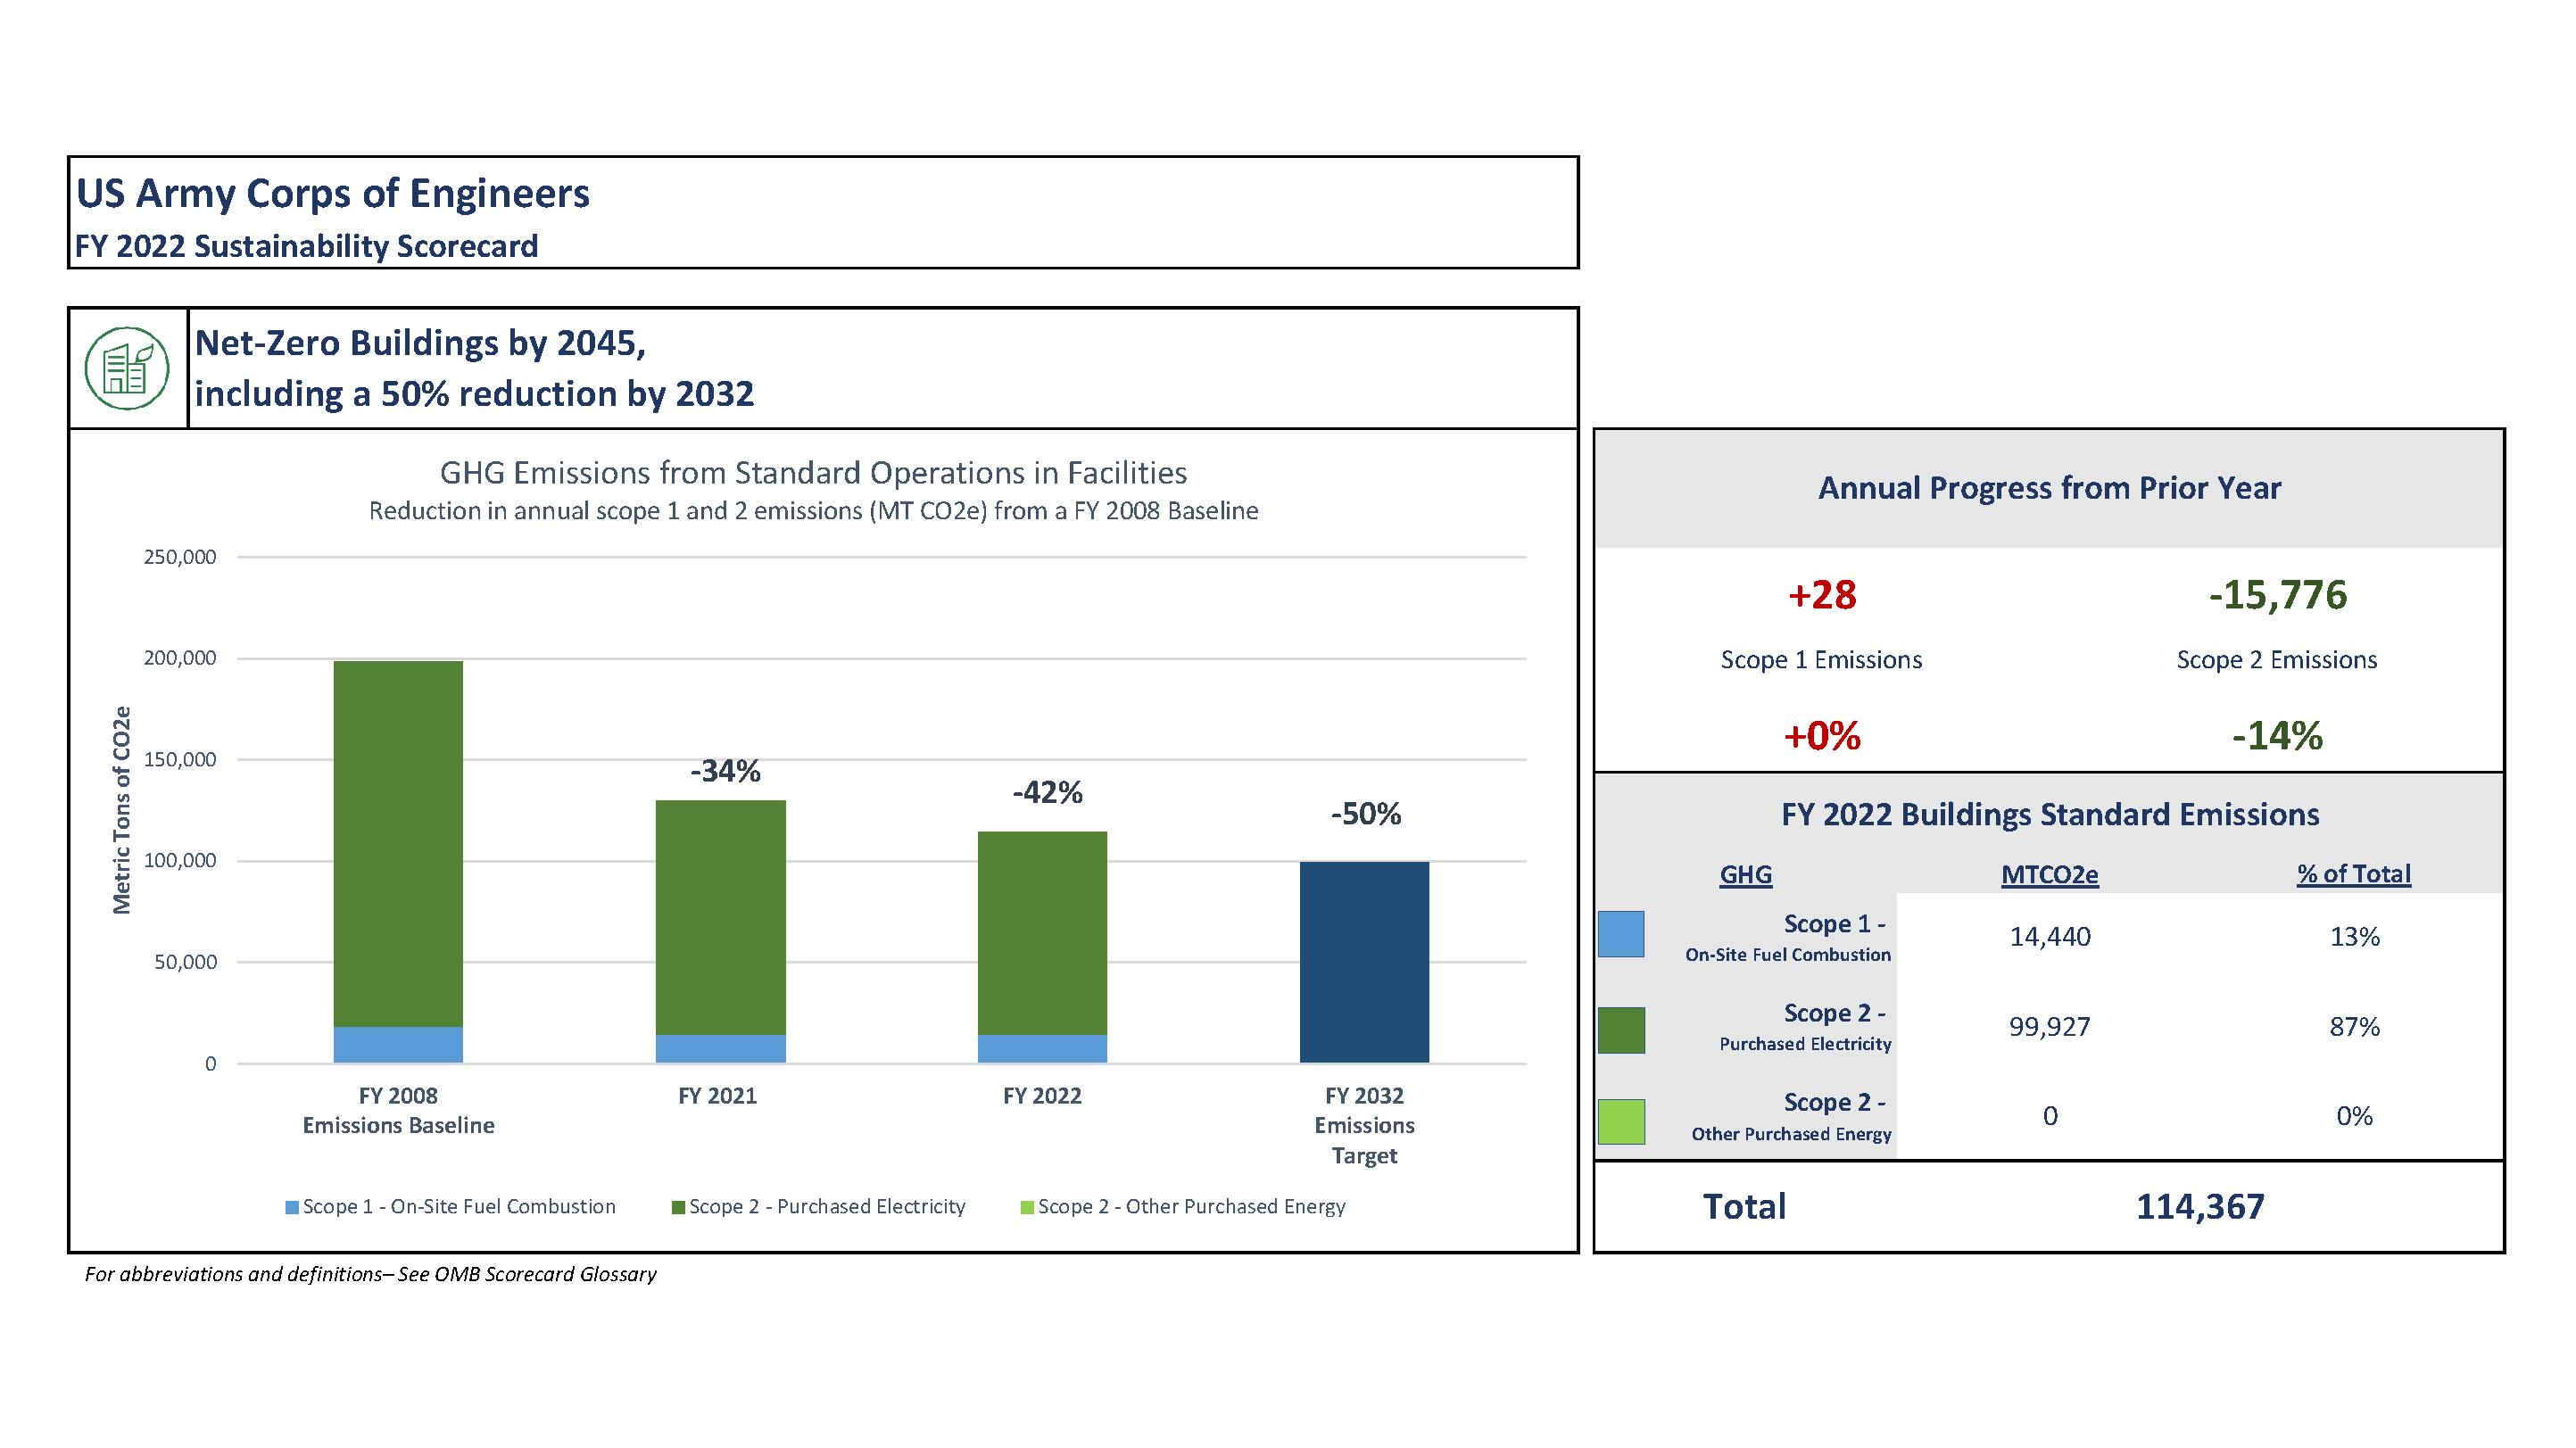 US Army Corps of Engineers
FY 2022 Sustainability Scorecard
Net-Zero Buildings by 2045,
including a 50% reduction by 2032
GHG Emissions from Standard Operations in Facilities
Reduction in annual scope 1 and 2 emissions (MT CO2e) from a FY 2008 Baseline
Metric Tons of CO2e
250,000
200,000
150,000
100,000
50,000
0
-34%
-42%
-50%
FY 2008
Emissions Baseline
FY 2021
FY 2022
FY 2032
Emissions
Target
Scope 1 - On-Site Fuel Combustion
Scope 2 - Purchased Electricity
Scope 2 - Other Purchased Energy
Annual Progress from Prior Year
+28
-15,776
Scope 1 Emissions
Scope 2 Emissions
+0%
-14%
FY 2022 Buildings Standard Emissions
GHG MTCO2e % of Total
Scope 1 -
On-Site Fuel Combustion
14,440 13%
Scope 2 -
Purchased Electricity
99,927 87%
Scope 2 -
Other Purchased Energy
0 0%
Total 114,367
For abbreviations and definitions– See OMB Scorecard Glossary